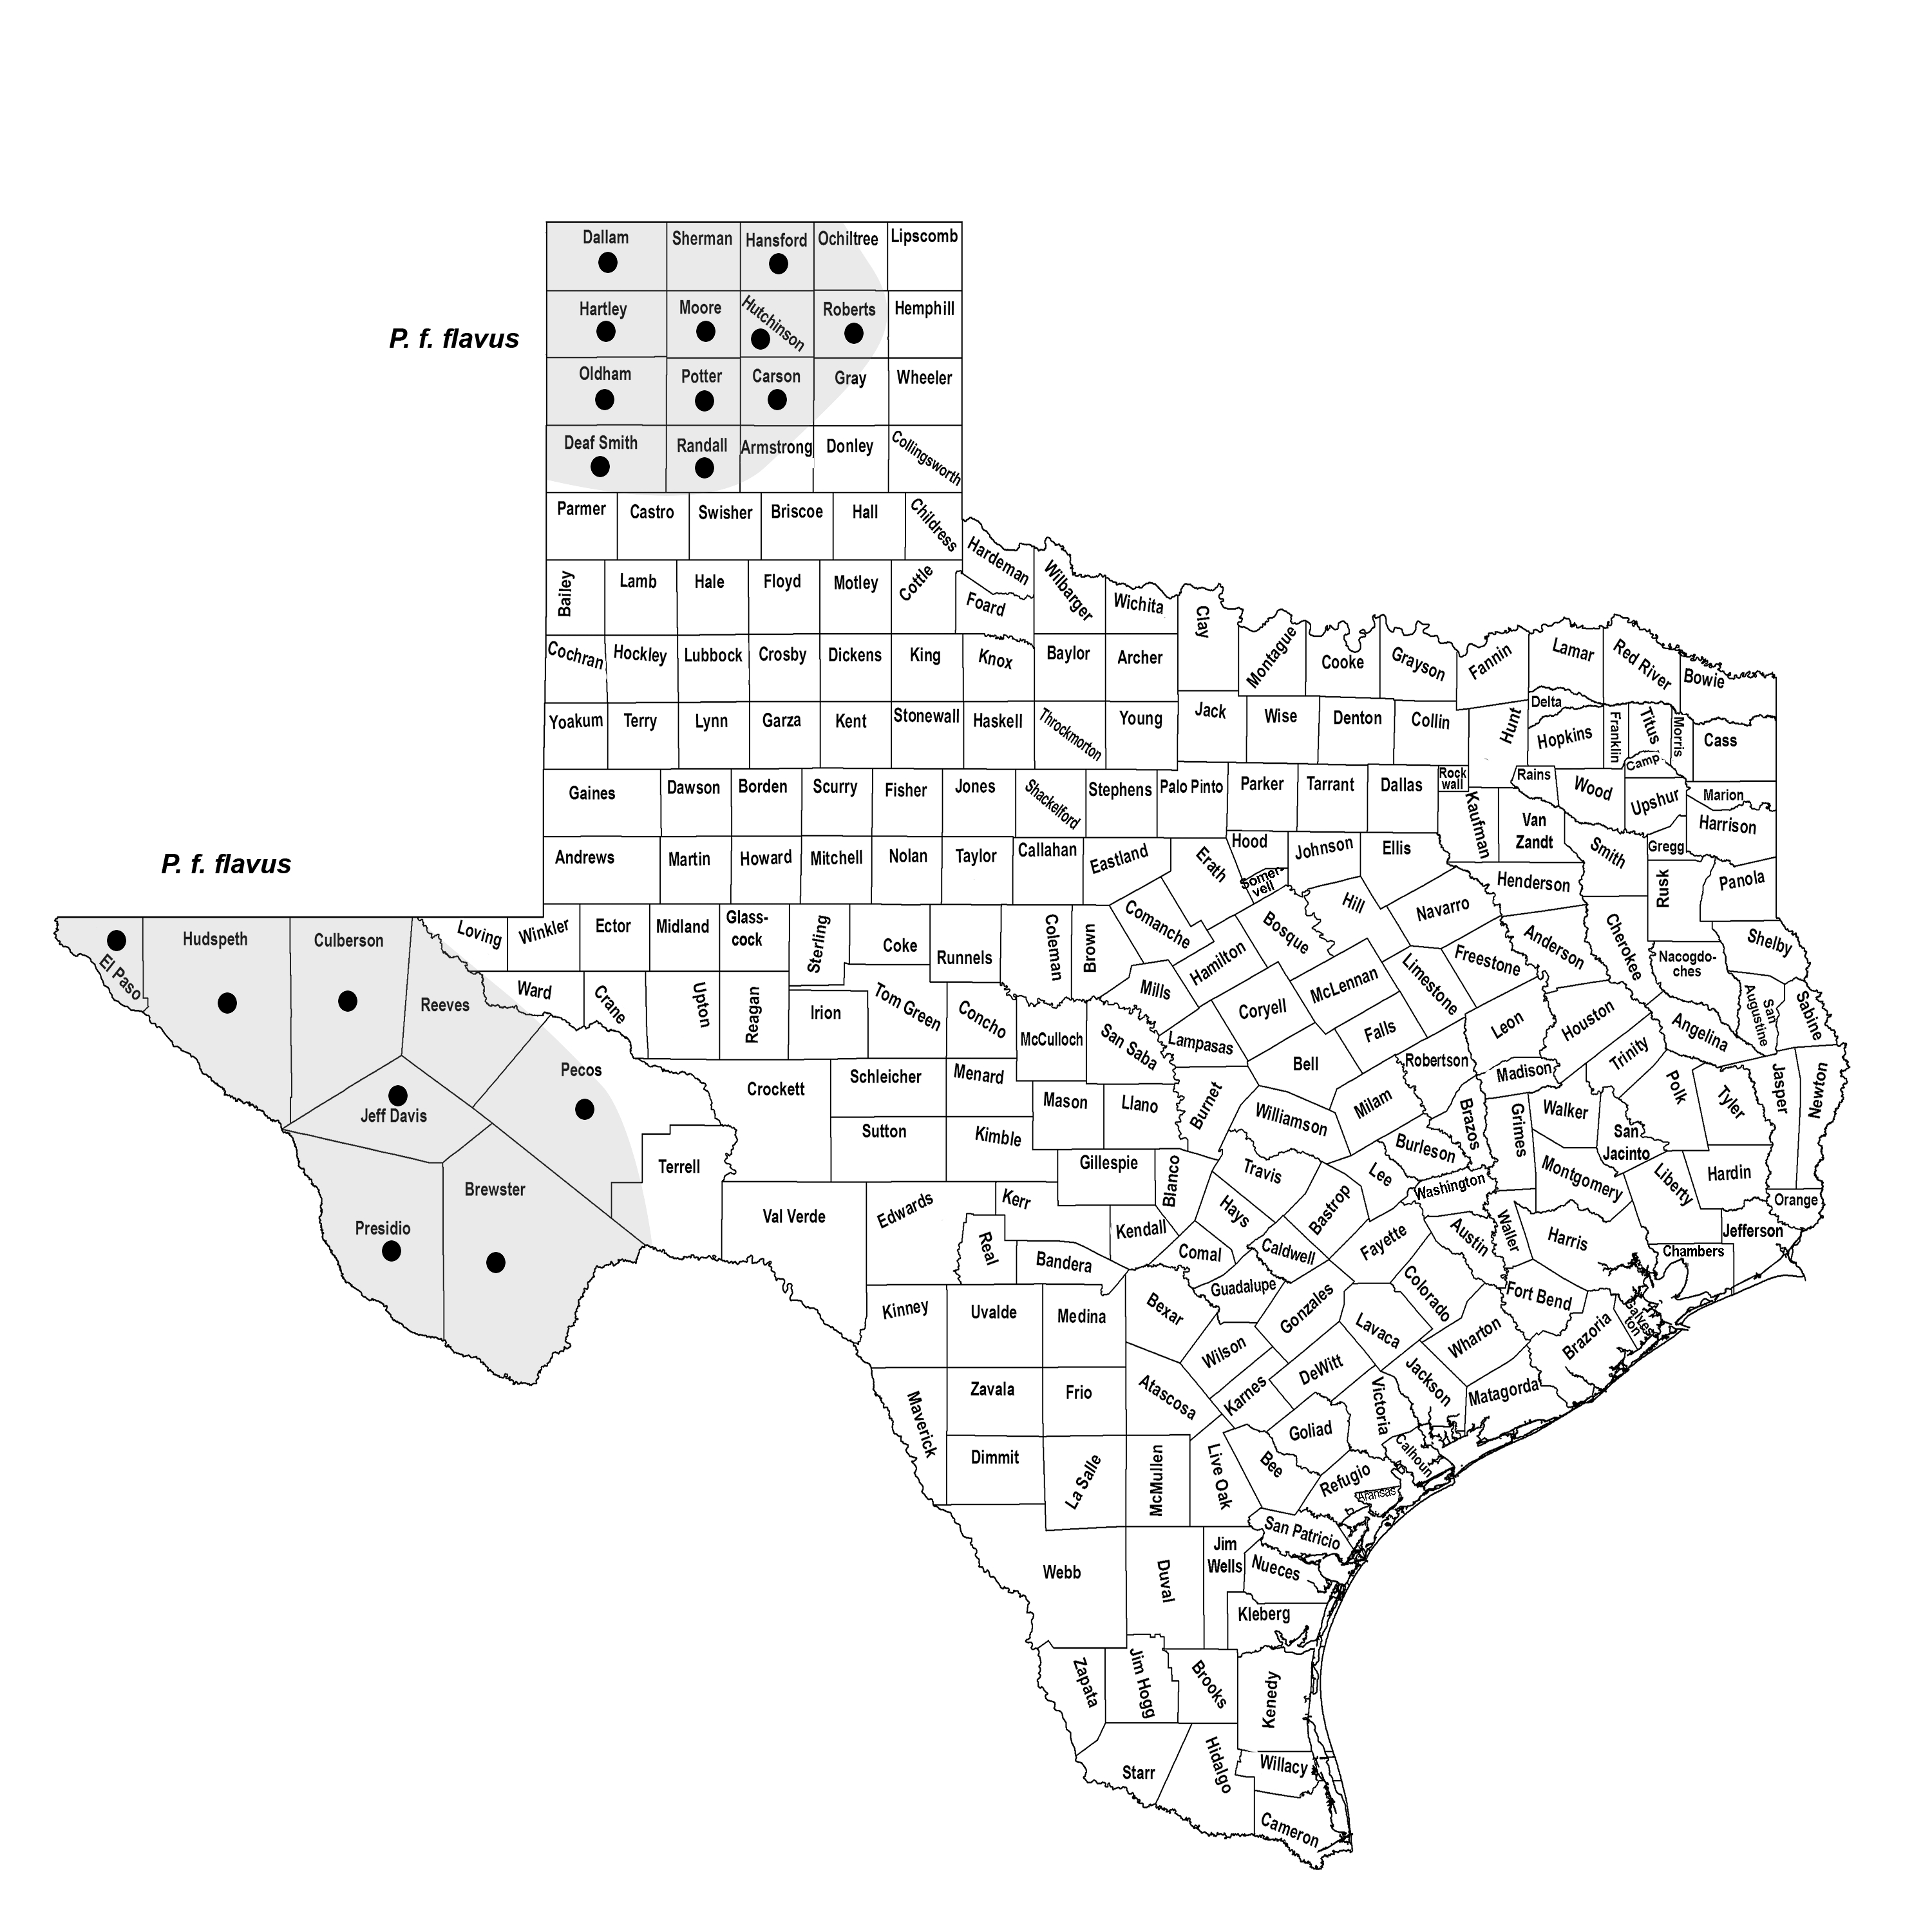 Dallam Sherman Hansford Ochiltree Lipscomb
P. f. flavus
Hartley Moore Hutchinson Roberts Hemphill
Oldham Potter Carson Gray Wheeler
Deaf Smith Randall Armstrong Donley Collingsworth
Parmer Castro Swisher Briscoe Hall Childress
Hardeman
Bailey Lamb Hale Floyd Motley Cottle Foard Wilbarger Wichita Clay
Cochran Hockley Lubbock Crosby Dickens King Knox Baylor Archer Montague Cooke Grayson Fannin Lamar Red River Bowie
Yoakum Terry Lynn Garza Kent Stonewall Haskell Throckmorton Young Jack Wise Denton Collin Hunt Delta Hopkins Franklin Titus Morris Cass
Gaines Dawson Borden Scurry Fisher Jones Shackelford Stephens Palo Pinto Parker Tarrant Dallas Rock
wall
Kaufman Rains Wood Camp Upshur Marion
Harrison
Van
Zandt
P. f. flavus
Andrews Martin Howard Mitchell Nolan Taylor Callahan Eastland Erath Hood Johnson Ellis Smith Gregg
Somer-
vell
Henderson Rusk Panola
El Paso Hudspeth Culberson Reeves Loving Winkler Ector Midland Glass-
cock
Sterling Coke Runnels Coleman Brown Comanche Hamilton Bosque Hill Navarro Freestone Anderson Cherokee Shelby
Nacogdo-
ches
Ward Crane Upton Reagan Irion Tom Green Concho Mills Coryell McLennan Limestone Leon Houston Angelina
San
Augustine
Sabine
McCulloch San Saba Lampasas Bell Falls Robertson Madison Trinity
Jeff Davis Pecos Crockett Schleicher Menard Mason Llano Burnet Williamson Milam Brazos Grimes Walker Polk Tyler Jasper Newton
San
Jacinto
Terrell Sutton Kimble Gillespie Blanco Travis Lee Burleson Washington Montgomery Liberty Hardin Orange
Presidio Brewster Val Verde Edwards Kerr Real Bandera Kendall Hays Comal Caldwell Bastrop Fayette Austin Waller Harris Chambers Jefferson
Guadalupe Gonzales Colorado Fort Bend
Galves-
ton
Kinney Uvalde Medina Bexar Wilson Lavaca Wharton Brazoria
Maverick Zavala Frio Atascosa Karnes DeWitt Victoria Jackson Matagorda
Dimmit La Salle McMullen Live Oak Bee Goliad Refugio Calhoun
Aransas
San Patricio
Webb Duval Jim
Wells
Nueces
Kleberg
Zapata Jim Hogg Brooks Kenedy
Starr Hidalgo Willacy
Cameron